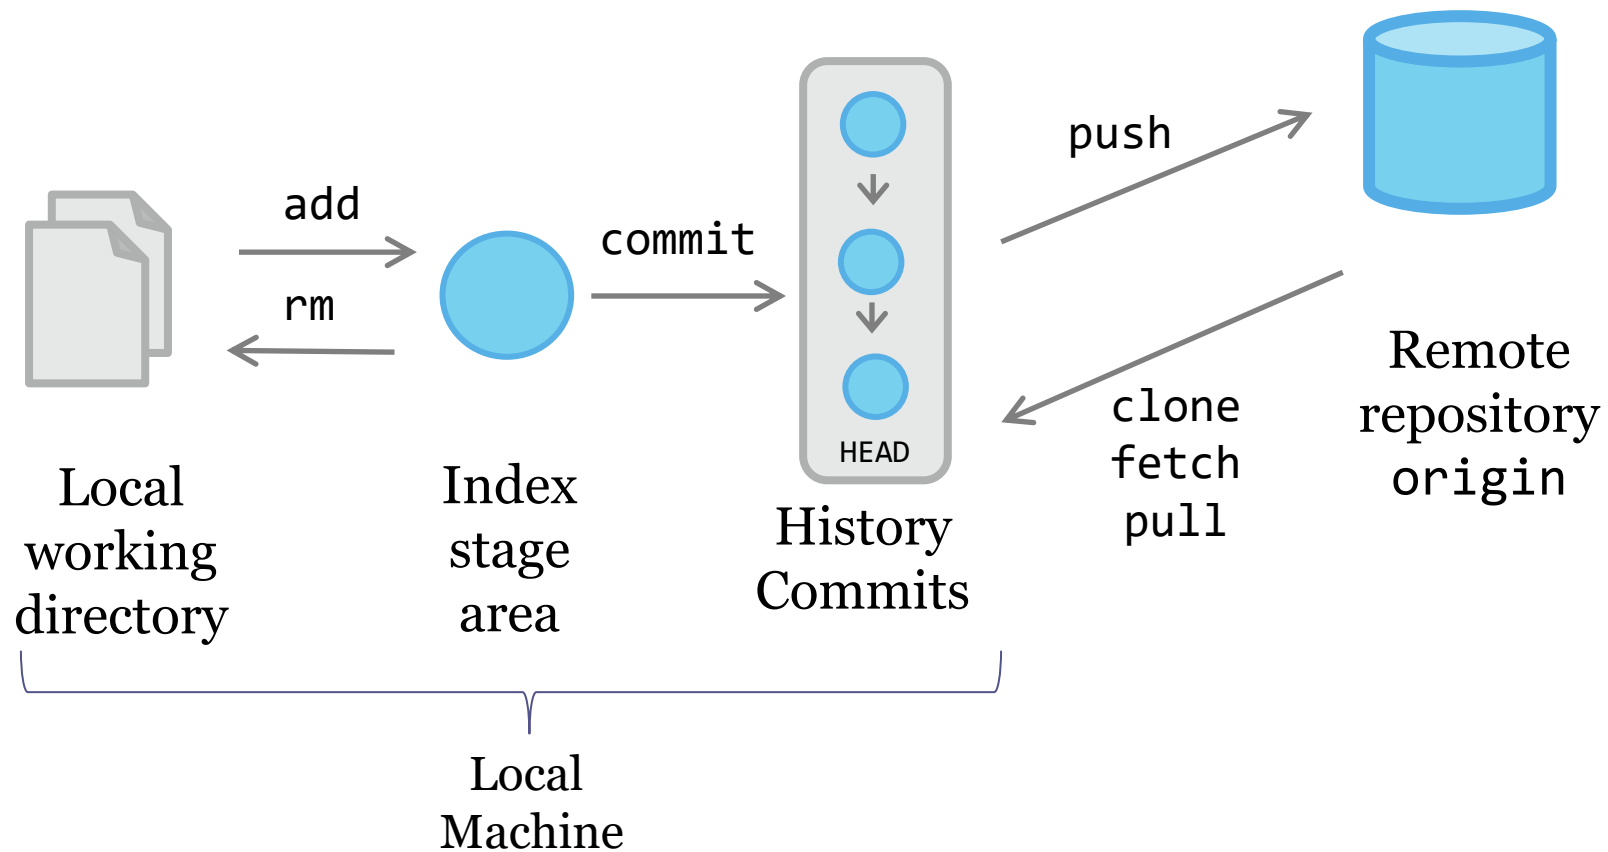 add
rm
commit
push
clone
fetch
pull
HEAD
Local
working
directory
Index
stage
area
History
Commits
Remote
repository
origin
Local
Machine